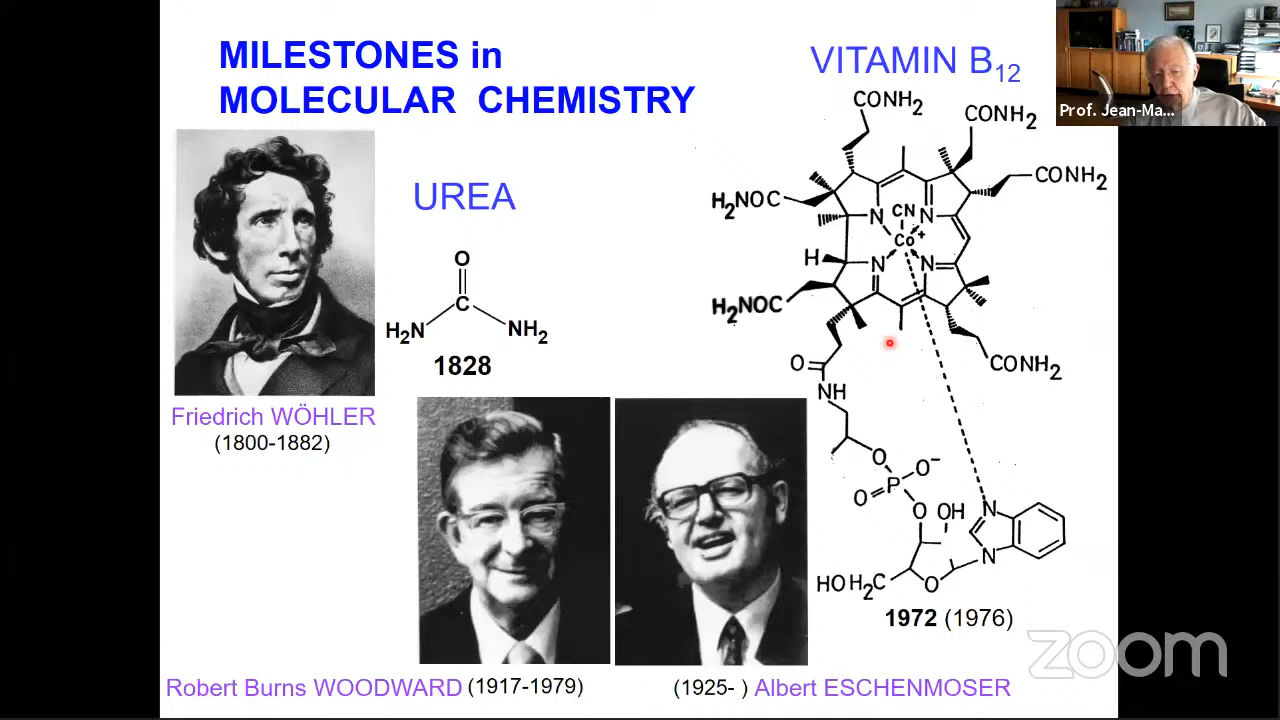 MILESTONES in
MOLECULAR CHEMISTRY
VITAMIN B12
Prof. Jean-Ma...
UREA
O
C
H2N
NH2
1828
Friedrich WÖHLER
(1800-1882)
CONH2
CONH2
CONH2
H2NOC
CN
N
N
Co+
H
N
N
H2NOC
CONH2
O
NH
O
O−
P
O
O
OH
N
N
HOH2C
O
1972 (1976)
zoom
Robert Burns WOODWARD (1917-1979)
(1925- ) Albert ESCHENMOSER